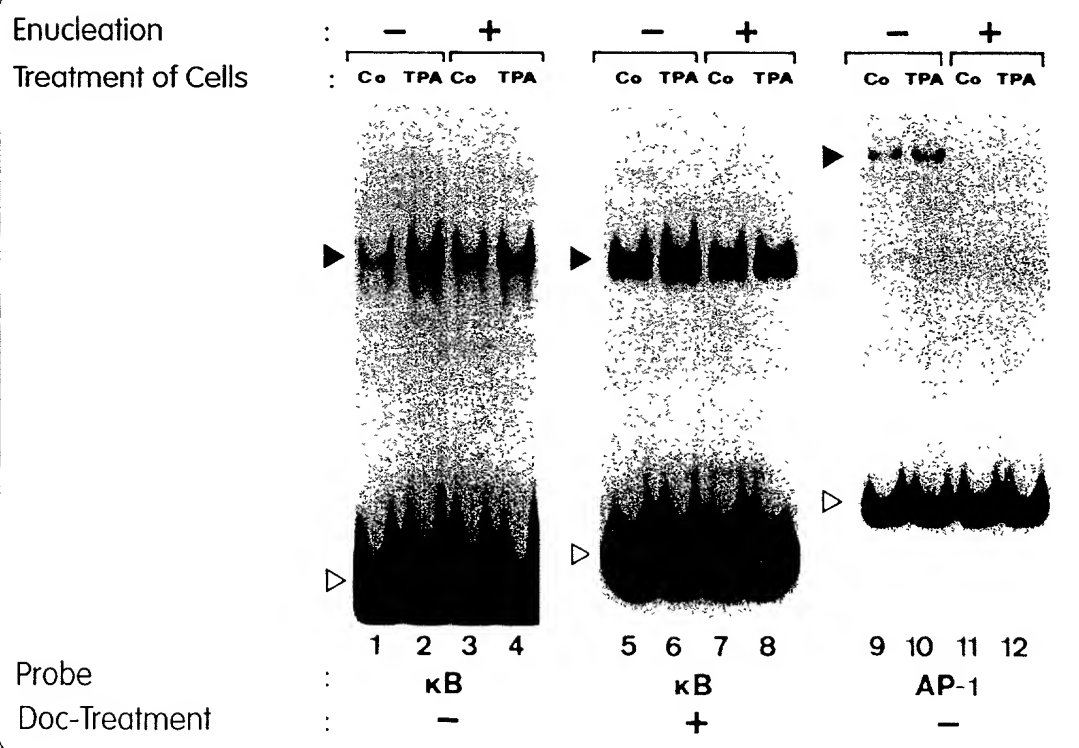 Enucleation : − + − + − +
Treatment of Cells : Co TPA Co TPA Co TPA Co TPA Co TPA Co TPA
1 2 3 4 5 6 7 8 9 10 11 12
Probe : κB κB AP-1
Doc-Treatment : − + −